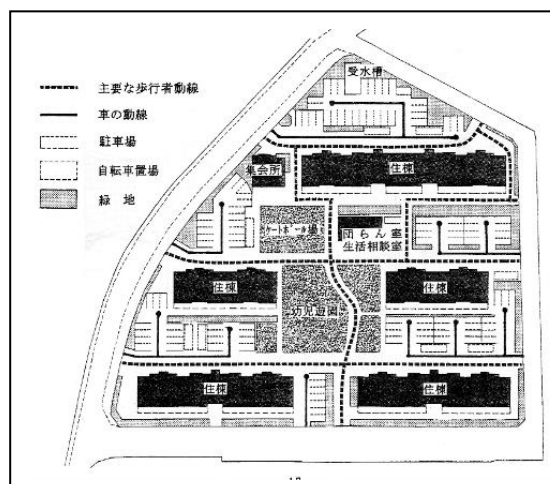 主要な歩行者動線
車の動線
駐車場
自転車置場
緑地
受水槽
集会所
住棟
ゲートボール場
団らん室
生活相談室
住棟
住棟
幼児遊園
住棟
住棟